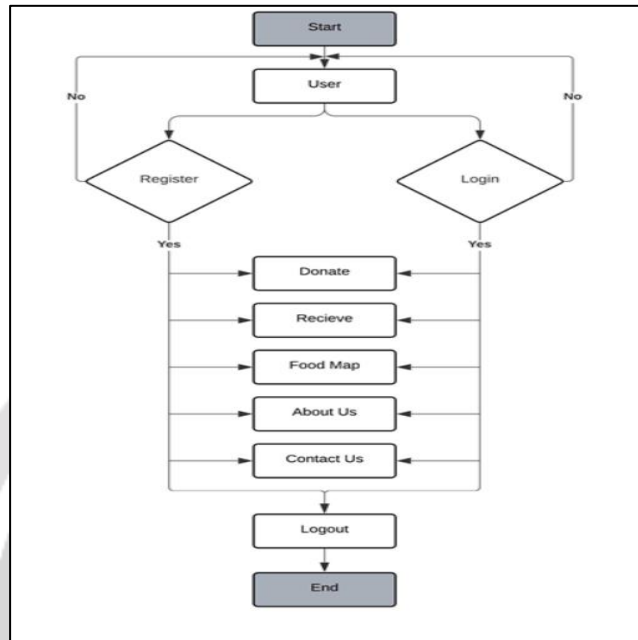 Start
User
No
No
Register
Login
Yes
Yes
Donate
Recieve
Food Map
About Us
Contact Us
Logout
End